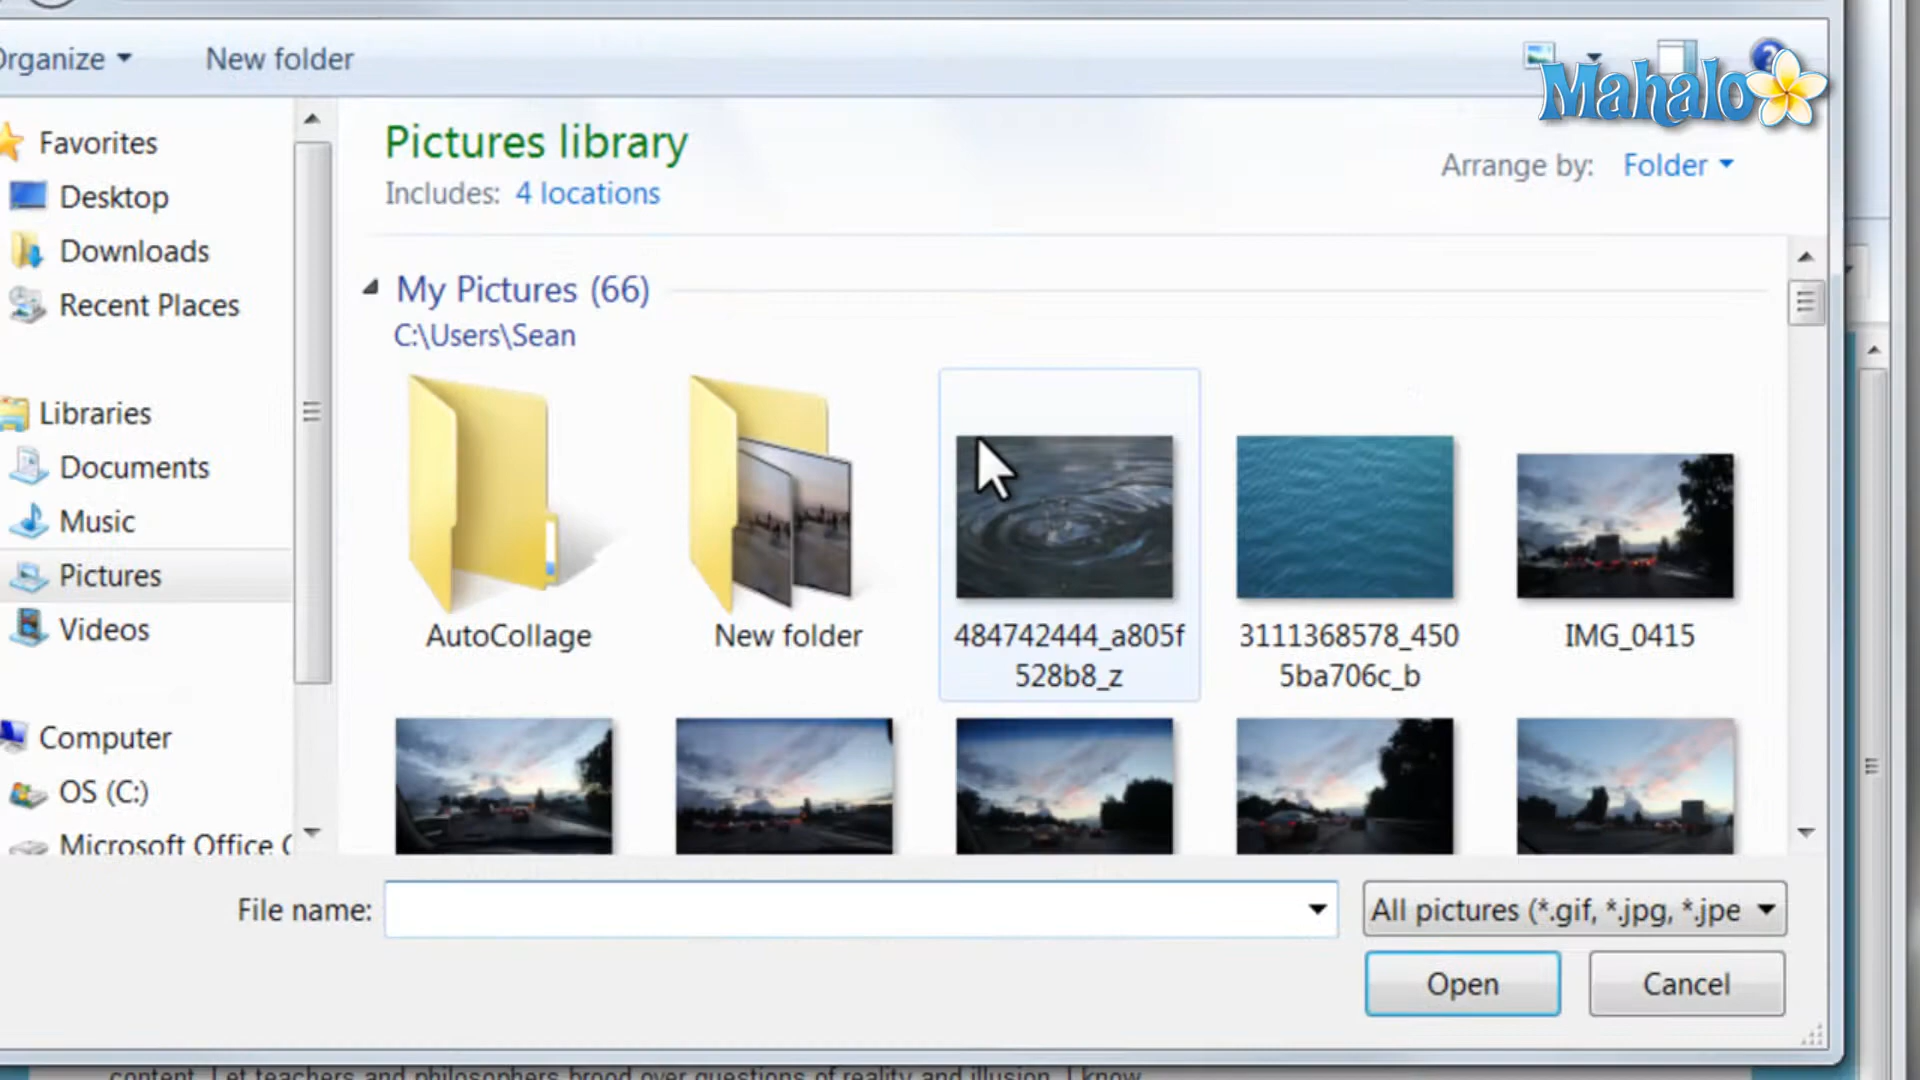 Organize
New folder
Mahalo
Favorites
Desktop
Downloads
Recent Places
Libraries
Documents
Music
Pictures
Videos
Computer
OS (C:)
Microsoft Office
Pictures library
Includes: 4 locations
Arrange by: Folder
My Pictures (66)
C:\Users\Sean
AutoCollage
New folder
484742444_a805f
528b8_z
3111368578_450
5ba706c_b
IMG_0415
File name:
All pictures (*.gif, *.jpg, *.jpe
Open
Cancel
content. Let teachers and philosophers brood over questions of reality and illusion. I know